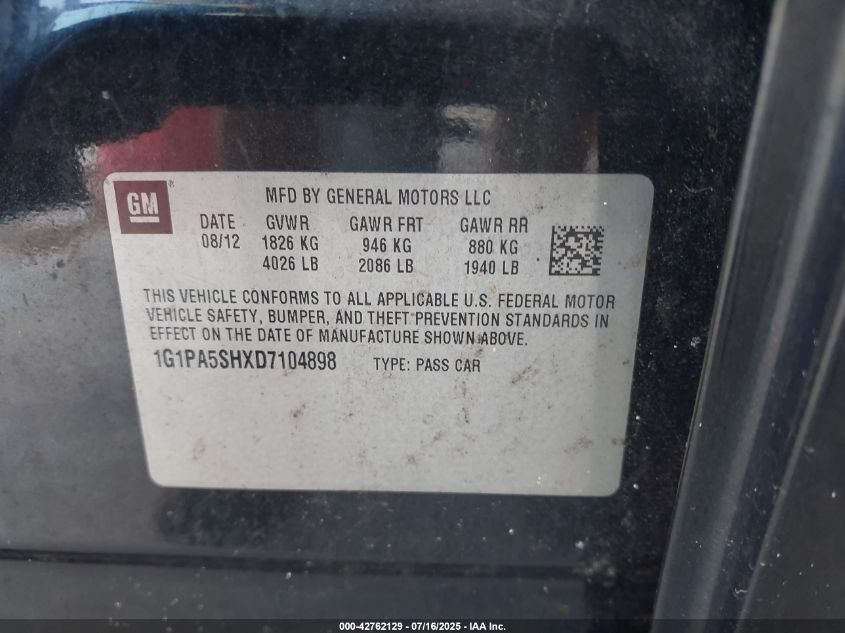 GM®
MFD BY GENERAL MOTORS LLC
DATE GVWR GAWR FRT GAWR RR
08/12 1826 KG 946 KG 880 KG
4026 LB 2086 LB 1940 LB
THIS VEHICLE CONFORMS TO ALL APPLICABLE U.S. FEDERAL MOTOR
VEHICLE SAFETY, BUMPER, AND THEFT PREVENTION STANDARDS IN
EFFECT ON THE DATE OF MANUFACTURE SHOWN ABOVE.
1G1PA5SHXD7104898 TYPE: PASS CAR
000-42762129 - 07/16/2025 - IAA Inc.